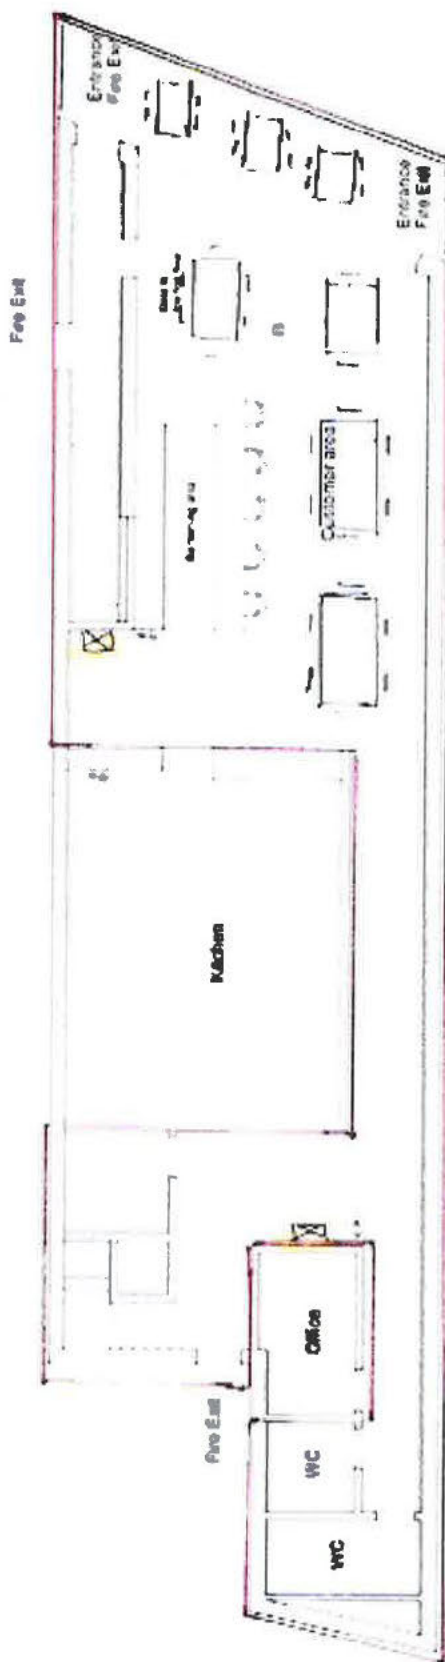 Entrance
Fire Exit
Fire Exit
Entrance
Fire Exit
Customer area
Kitchen
Fire Exit
Office
WC
WC